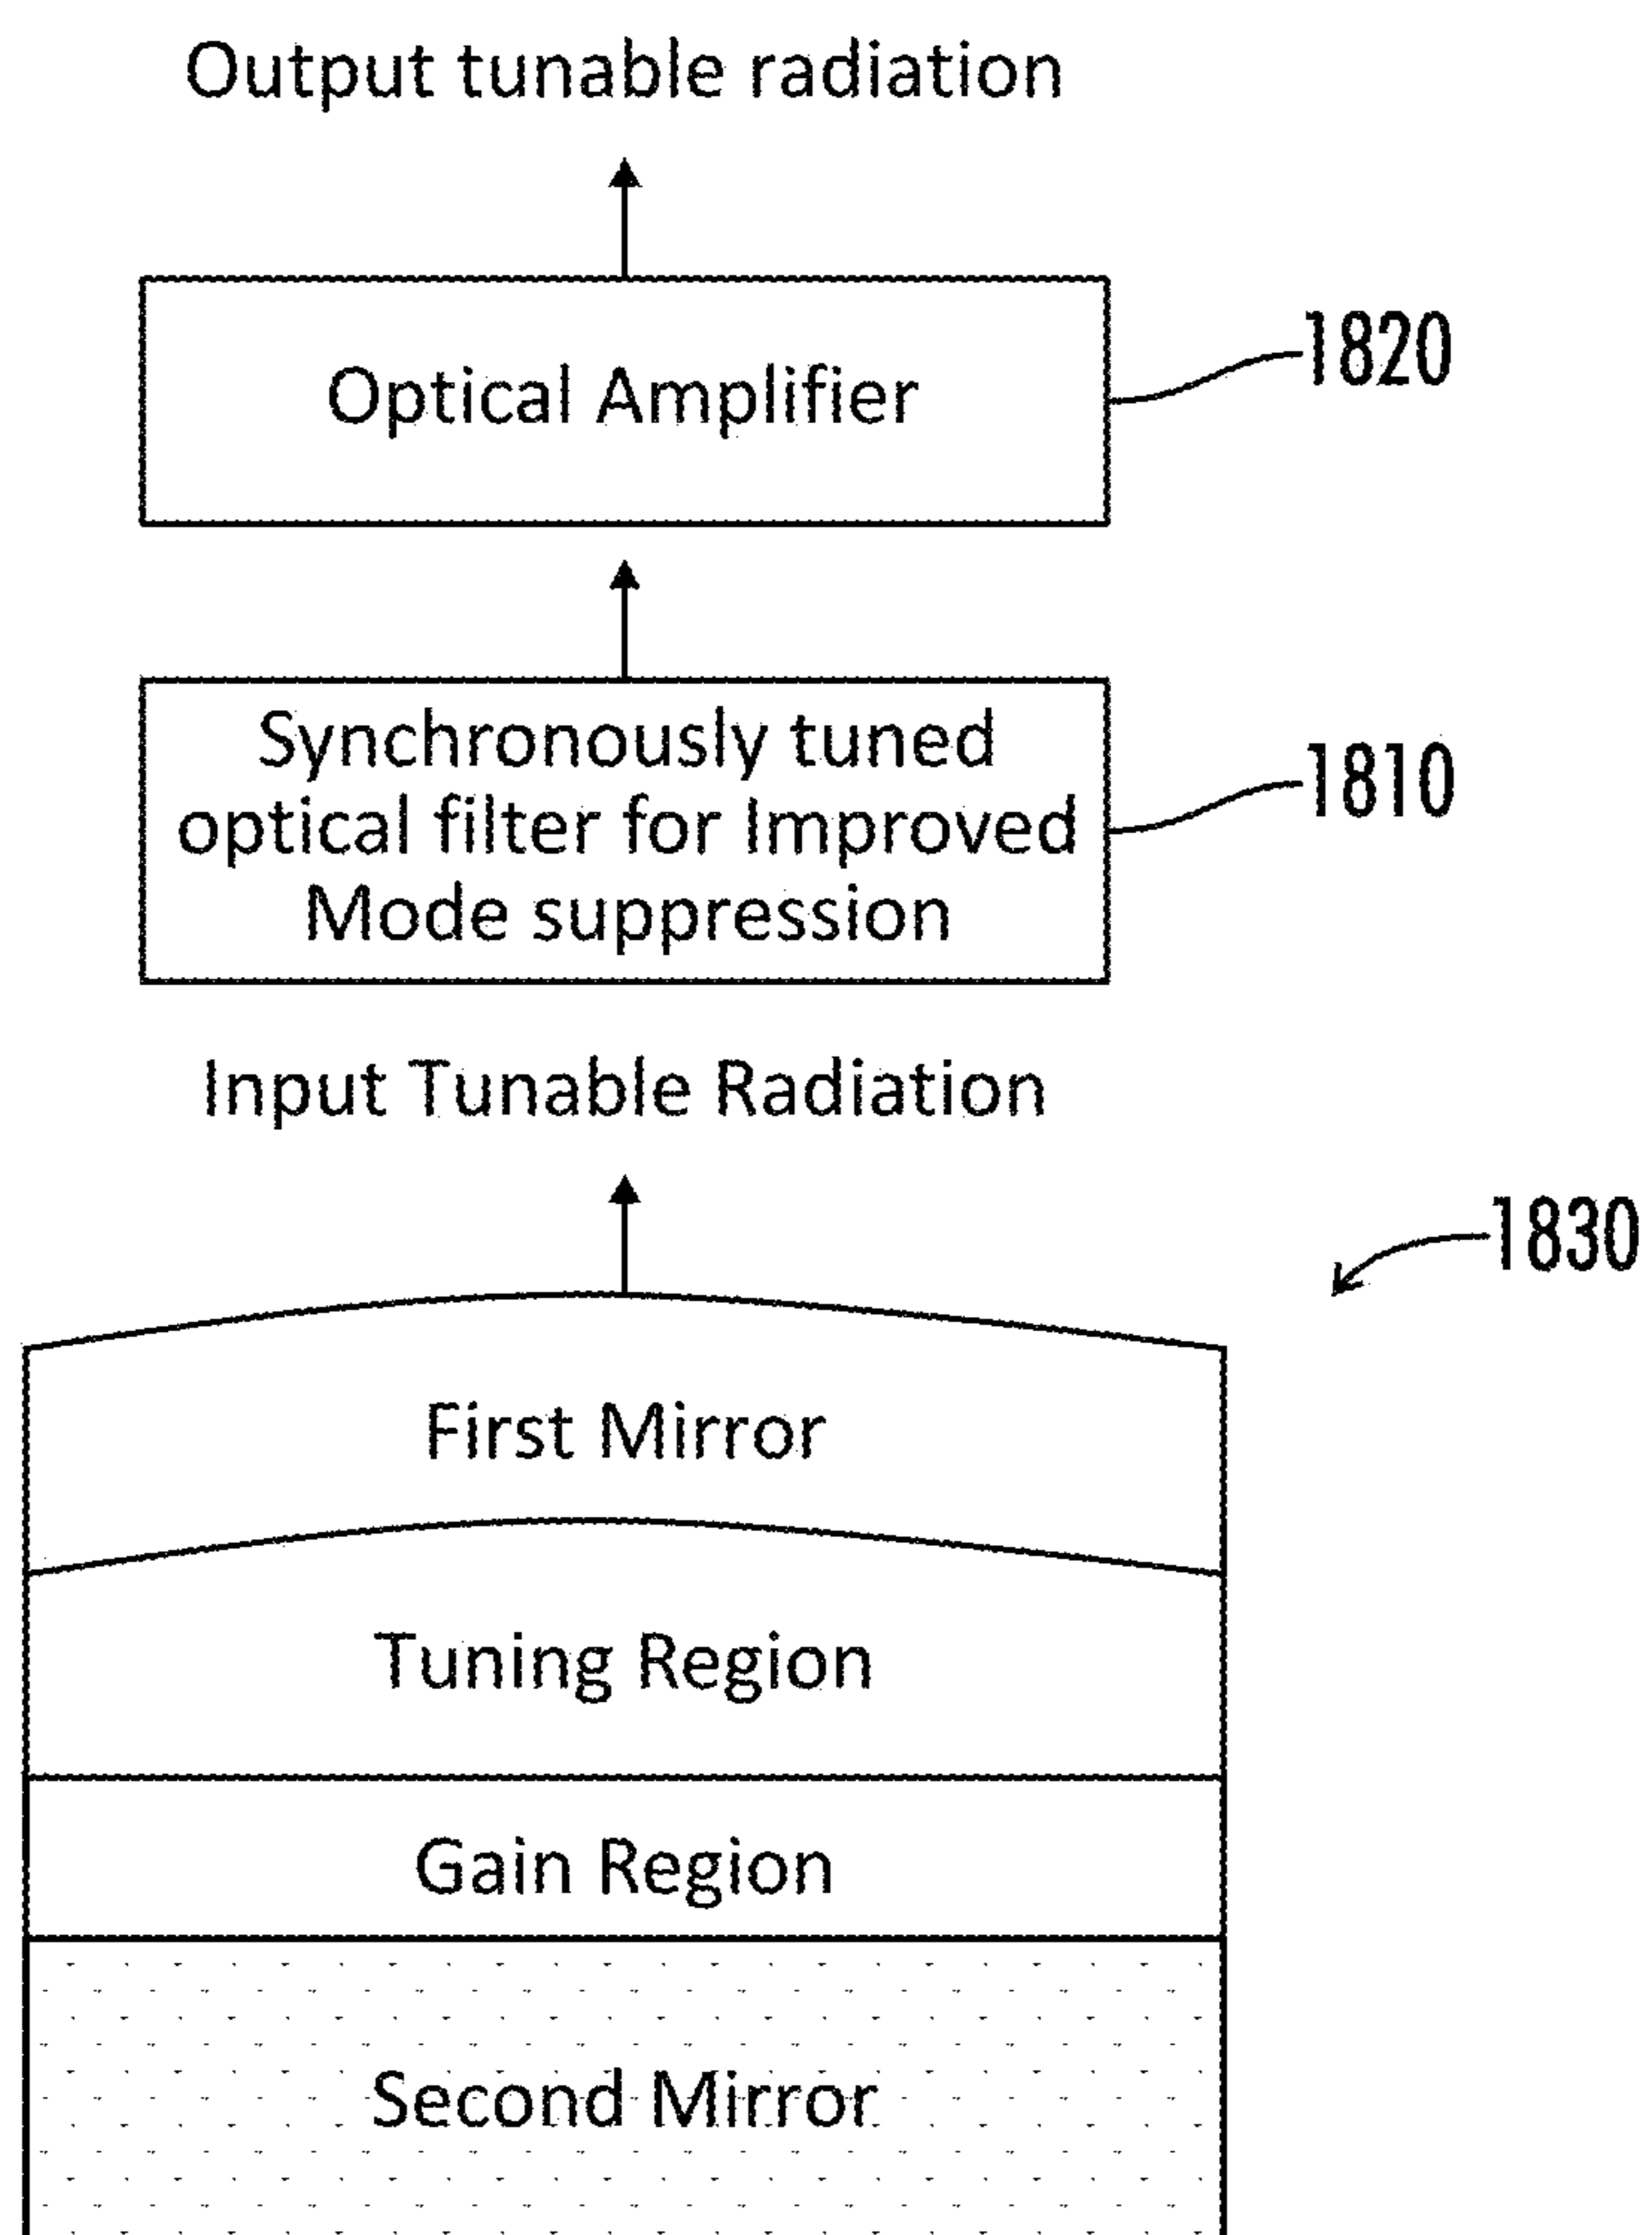 Output tunable radiation
Optical Amplifier
1820
Synchronously tuned
optical filter for Improved
Mode suppression
1810
Input Tunable Radiation
1830
First Mirror
Tuning Region
Gain Region
Second Mirror